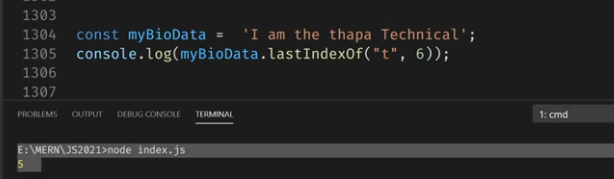 1303
1304 const myBioData =  'I am the thapa Technical';
1305 console.log(myBioData.lastIndexOf("t", 6));
1306
1307
PROBLEMS OUTPUT DEBUG CONSOLE TERMINAL 1: cmd
E:\MERN\JS2021>node index.js
5